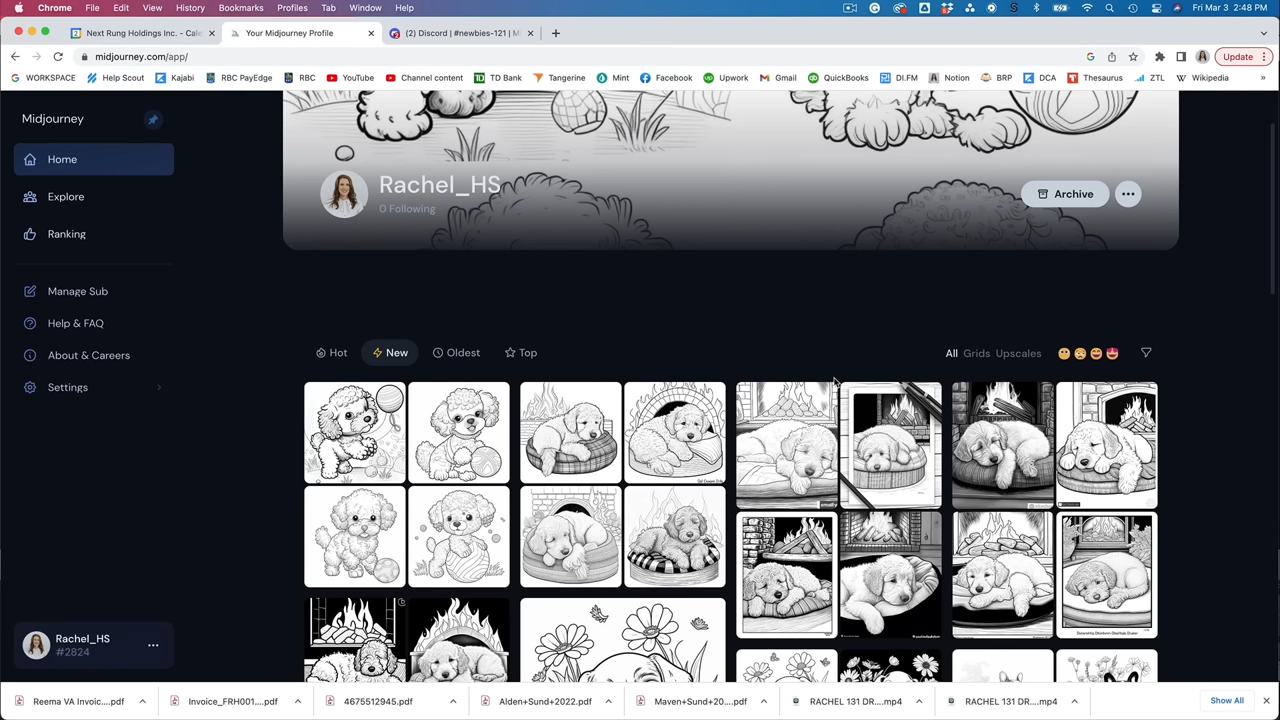 Chrome File Edit View History Bookmarks Profiles Tab Window Help Fri Mar 3 2:48 PM
Next Rung Holdings Inc. - Cale Your Midjourney Profile Discord | #newbies-121 | Mi
midjourney.com/app/ Update
WORKSPACE Help Scout Kajabi RBC PayEdge RBC YouTube Channel content TD Bank Tangerine Mint Facebook Upwork Gmail QuickBooks DI.FM Notion BRP DCA Thesaurus ZTL Wikipedia »
Midjourney
Home
Explore
Ranking
Manage Sub
Help & FAQ
About & Careers
Settings
Rachel_HS
0 Following
Archive
Hot New Oldest Top All Grids Upscales
Rachel_HS
#2824
Reema VA Invoic....pdf Invoice_FRH001....pdf 4675512945.pdf Alden+Sund+2022.pdf Maven+Sund+20....pdf RACHEL 131 DR....mp4 RACHEL 131 DR....mp4 Show All